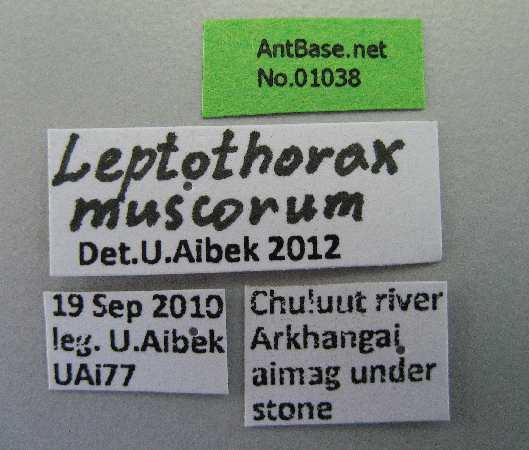 AntBase.net
No.01038
Leptothorax
muscorum
Det.U.Aibek 2012
19 Sep 2010
leg. U.Aibek
UAi77
Chuluut river
Arkhangai
aimag under
stone